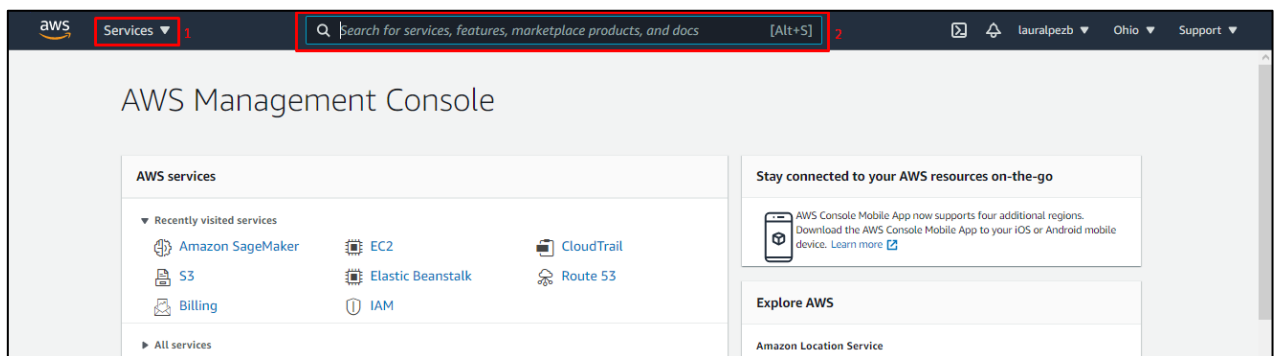 aws
Services ▼ 1
Search for services, features, marketplace products, and docs [Alt+S] 2
lauralpezb ▼
Ohio ▼
Support ▼
AWS Management Console
AWS services
▼ Recently visited services
Amazon SageMaker
EC2
CloudTrail
S3
Elastic Beanstalk
Route 53
Billing
IAM
▶ All services
Stay connected to your AWS resources on-the-go
AWS Console Mobile App now supports four additional regions.
Download the AWS Console Mobile App to your iOS or Android mobile
device. Learn more
Explore AWS
Amazon Location Service